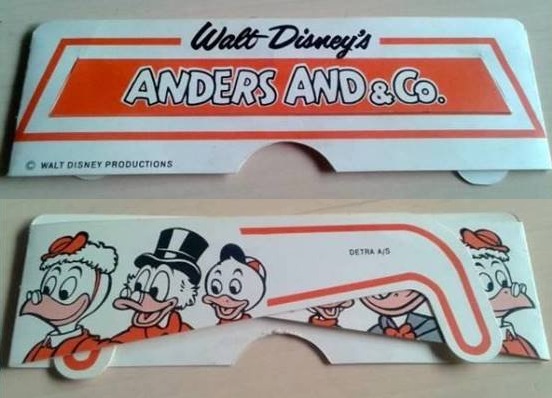 Walt Disney's
ANDERS AND & Co.
© WALT DISNEY PRODUCTIONS
DETRA A/S